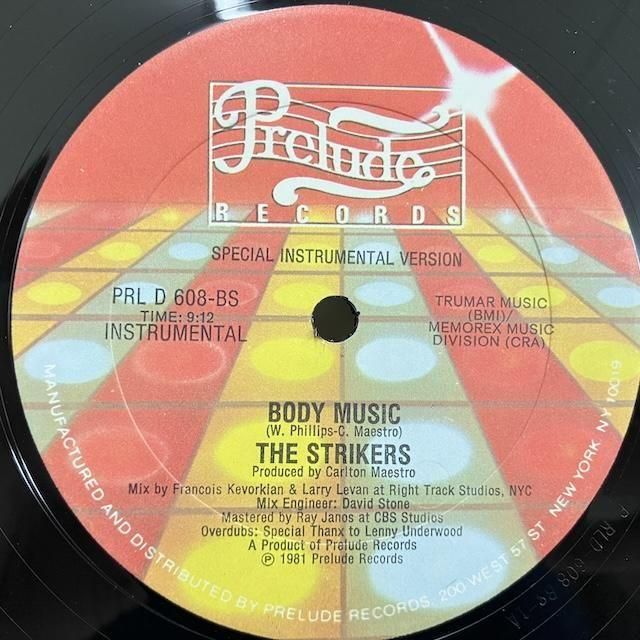 Prelude
RECORDS
SPECIAL INSTRUMENTAL VERSION
PRL D 608-BS
TIME: 9:12
INSTRUMENTAL
TRUMAR MUSIC
(BMI)/
MEMOREX MUSIC
DIVISION (CRA)
BODY MUSIC
(W. Phillips-C. Maestro)
THE STRIKERS
Produced by Carlton Maestro
Mix by Francois Kevorkian & Larry Levan at Right Track Studios, NYC
Mix Engineer: David Stone
Mastered by Ray Janos at CBS Studios
Overdubs: Special Thanx to Lenny Underwood
A Product of Prelude Records
℗ 1981 Prelude Records
MANUFACTURED AND DISTRIBUTED BY PRELUDE RECORDS, 200 WEST 57 ST. NEW YORK, NY 10019